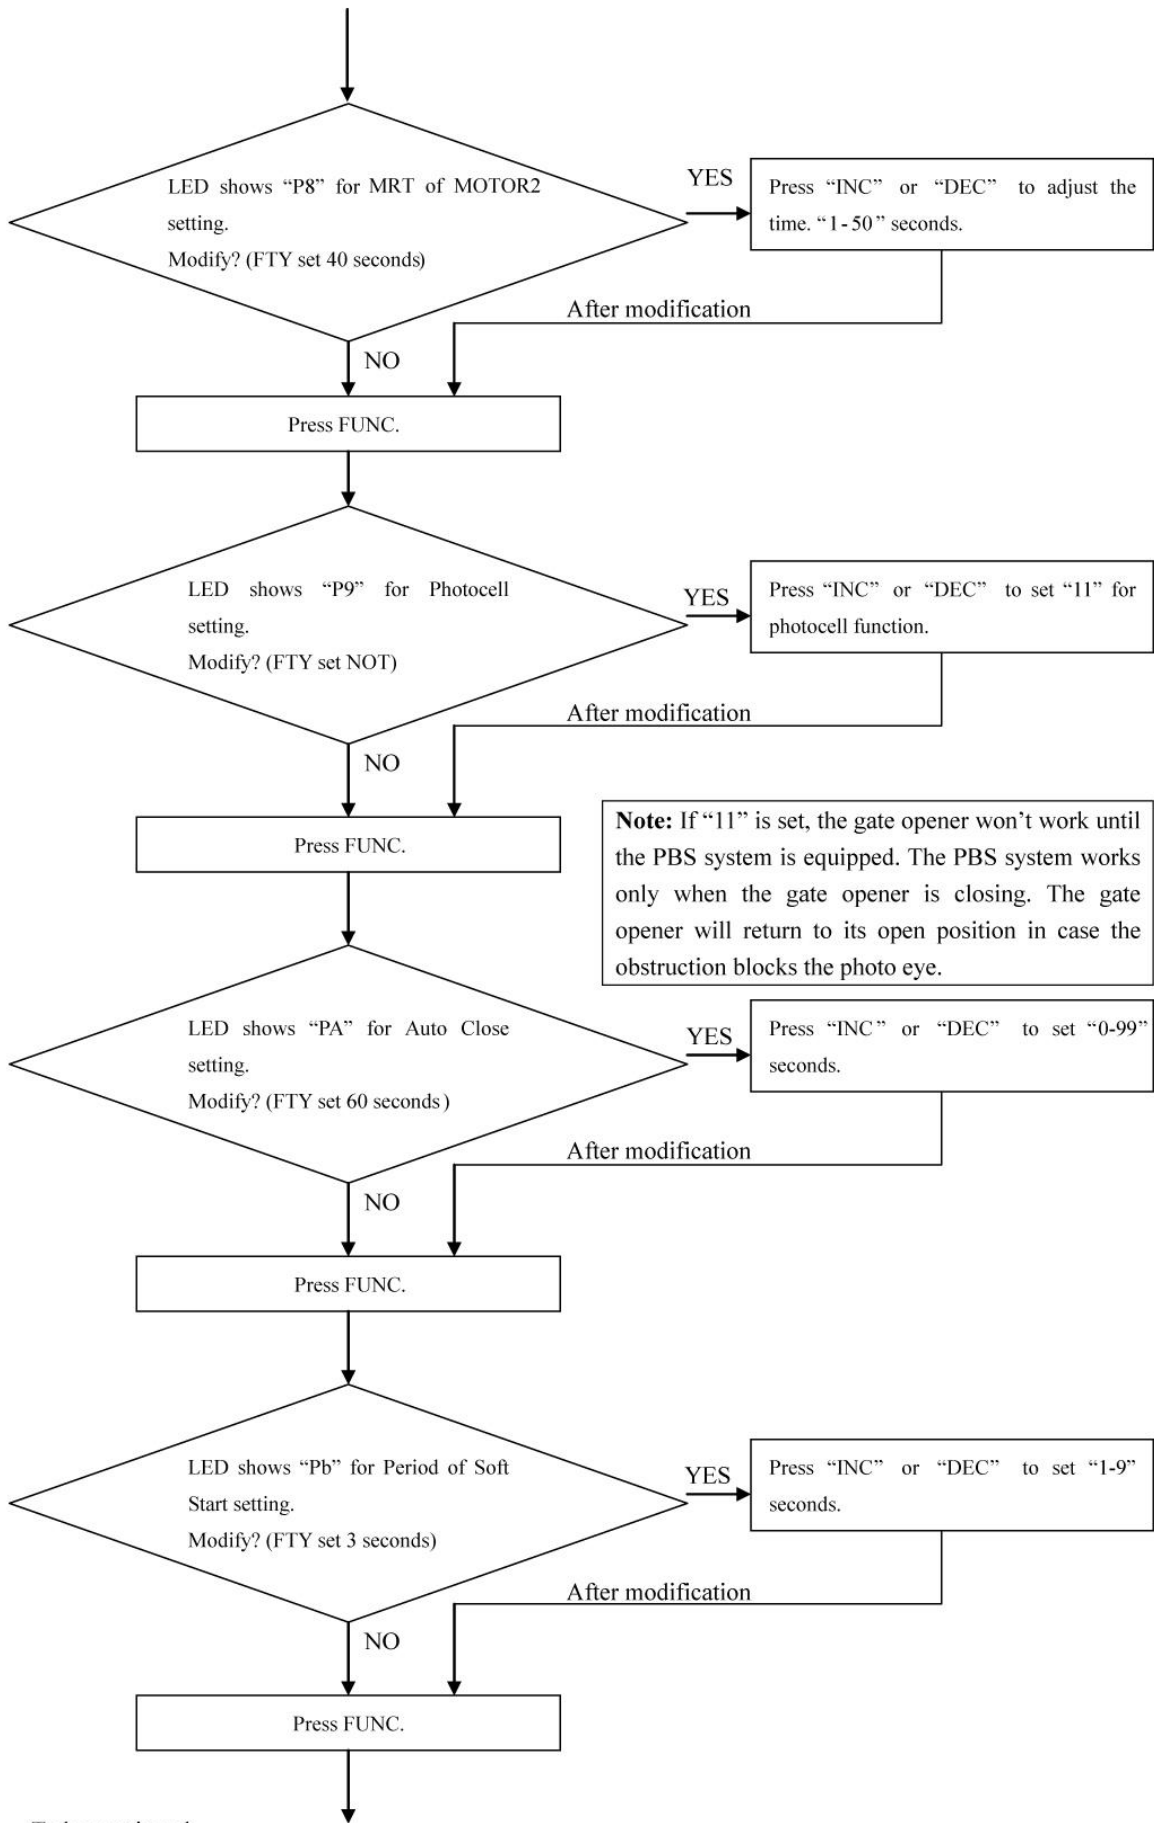 LED shows “P8” for MRT of MOTOR2
setting.
Modify? (FTY set 40 seconds)
YES
Press “INC” or “DEC” to adjust the
time. “1-50” seconds.
After modification
NO
Press FUNC.
LED shows “P9” for Photocell
setting.
Modify? (FTY set NOT)
YES
Press “INC” or “DEC” to set “11” for
photocell function.
After modification
NO
Press FUNC.
Note: If “11” is set, the gate opener won’t work until
the PBS system is equipped. The PBS system works
only when the gate opener is closing. The gate
opener will return to its open position in case the
obstruction blocks the photo eye.
LED shows “PA” for Auto Close
setting.
Modify? (FTY set 60 seconds)
YES
Press “INC” or “DEC” to set “0-99”
seconds.
After modification
NO
Press FUNC.
LED shows “Pb” for Period of Soft
Start setting.
Modify? (FTY set 3 seconds)
YES
Press “INC” or “DEC” to set “1-9”
seconds.
After modification
NO
Press FUNC.